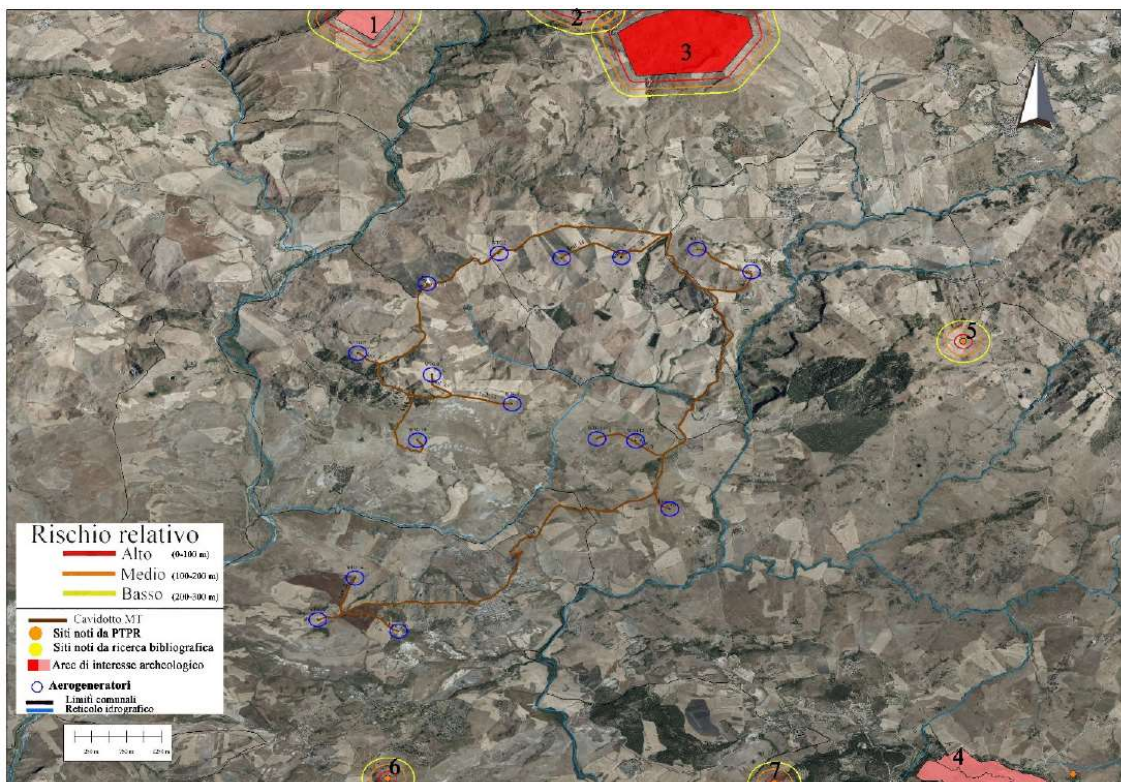 1
2
3
5
Rischio relativo
Alto (0-100 m)
Medio (100-200 m)
Basso (200-300 m)
Cavidotto MT
Siti noti da PTPR
Siti noti da ricerca bibliografica
Aree di interesse archeologico
Aerogeneratori
Limiti comunali
Reticolo idrografico
4
6
7